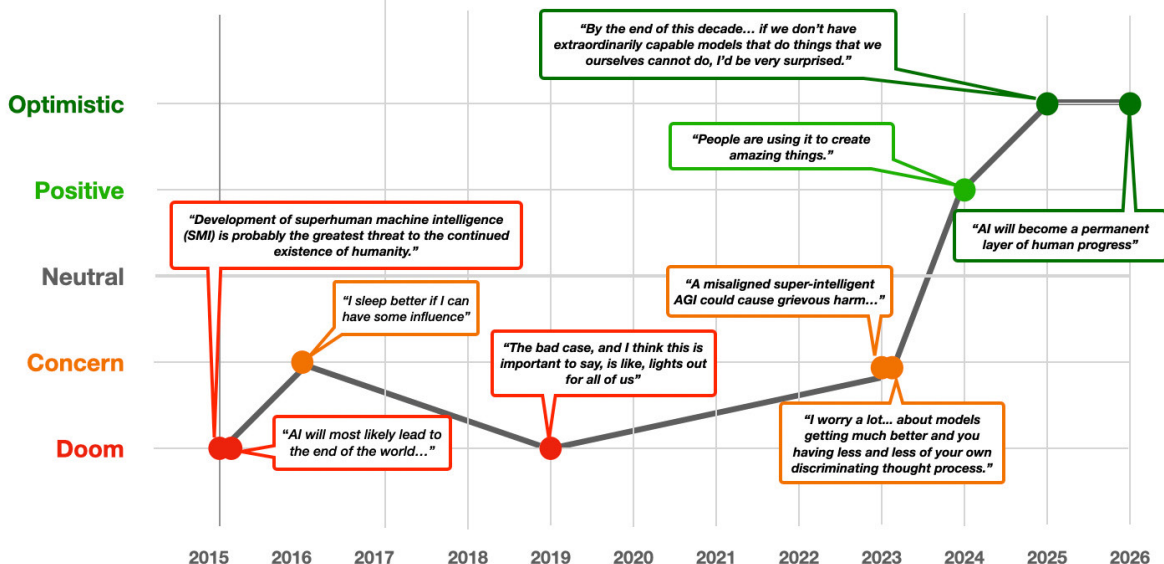 “By the end of this decade… if we don’t have
extraordinarily capable models that do things that we
ourselves cannot do, I’d be very surprised.”
Optimistic
“People are using it to create
amazing things.”
Positive
“Development of superhuman machine intelligence
(SMI) is probably the greatest threat to the continued
existence of humanity.”
“AI will become a permanent
layer of human progress”
Neutral
“A misaligned super-intelligent
AGI could cause grievous harm…”
“I sleep better if I can
have some influence”
Concern
“The bad case, and I think this is
important to say, is like, lights out
for all of us”
“I worry a lot... about models
getting much better and you
having less and less of your own
discriminating thought process.”
“AI will most likely lead to
the end of the world…”
Doom
2015 2016 2017 2018 2019 2020 2021 2022 2023 2024 2025 2026